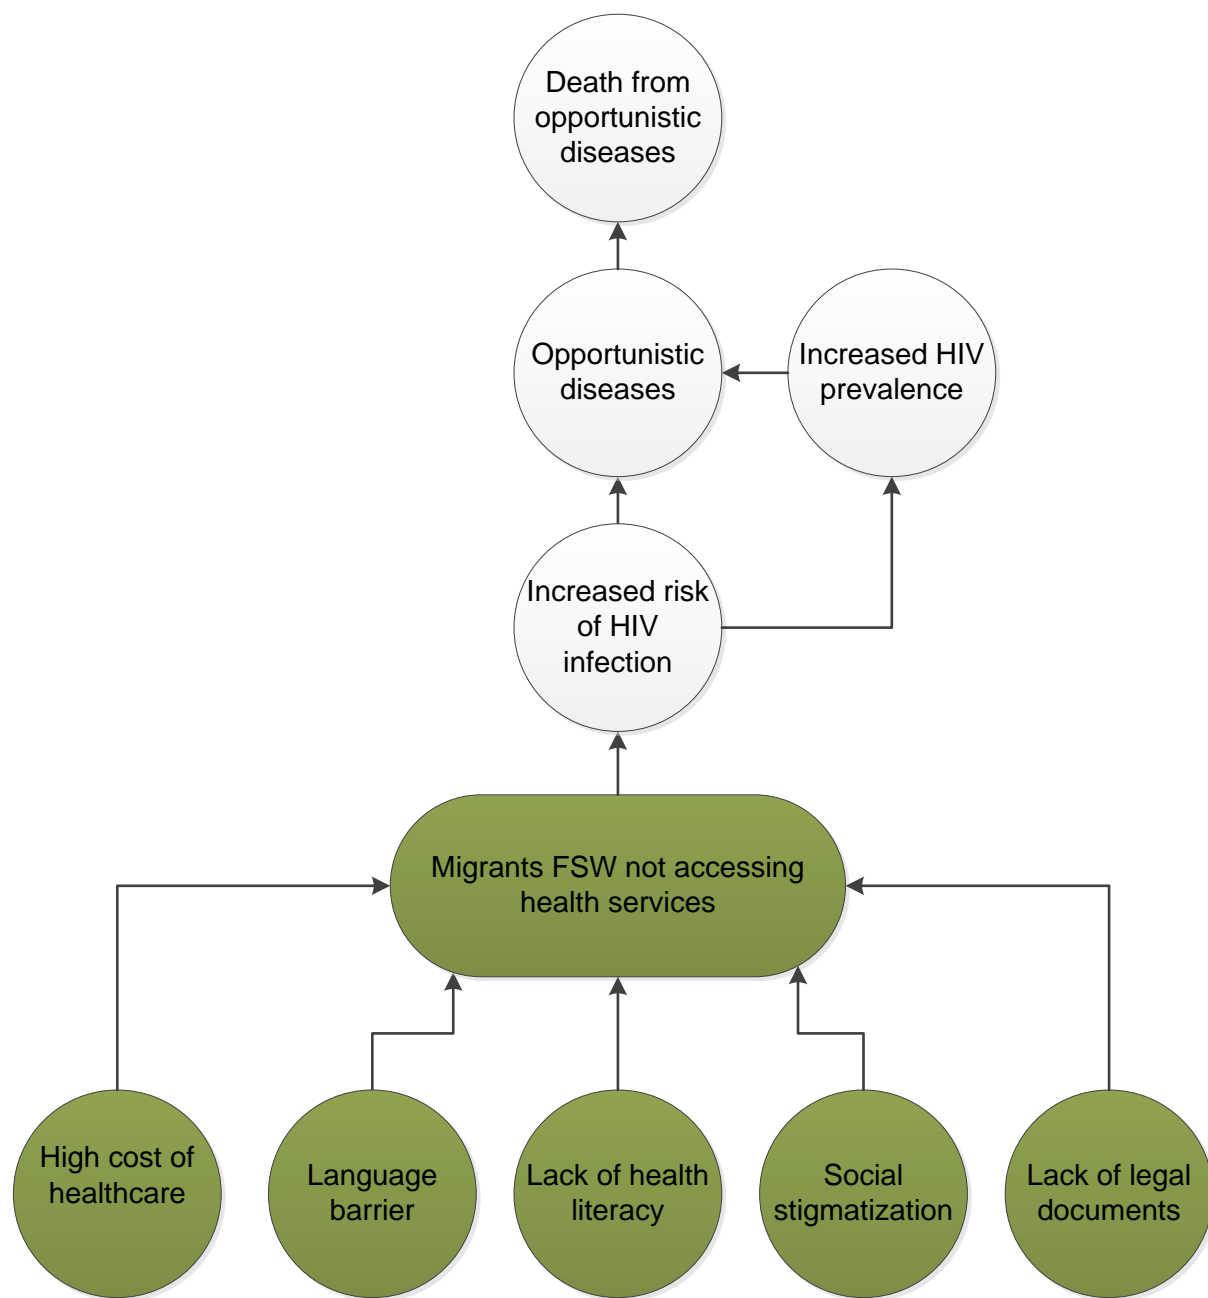 Death from
opportunistic
diseases
Opportunistic
diseases
Increased HIV
prevalence
Increased risk
of HIV
infection
Migrants FSW not accessing
health services
High cost of
healthcare
Language
barrier
Lack of health
literacy
Social
stigmatization
Lack of legal
documents